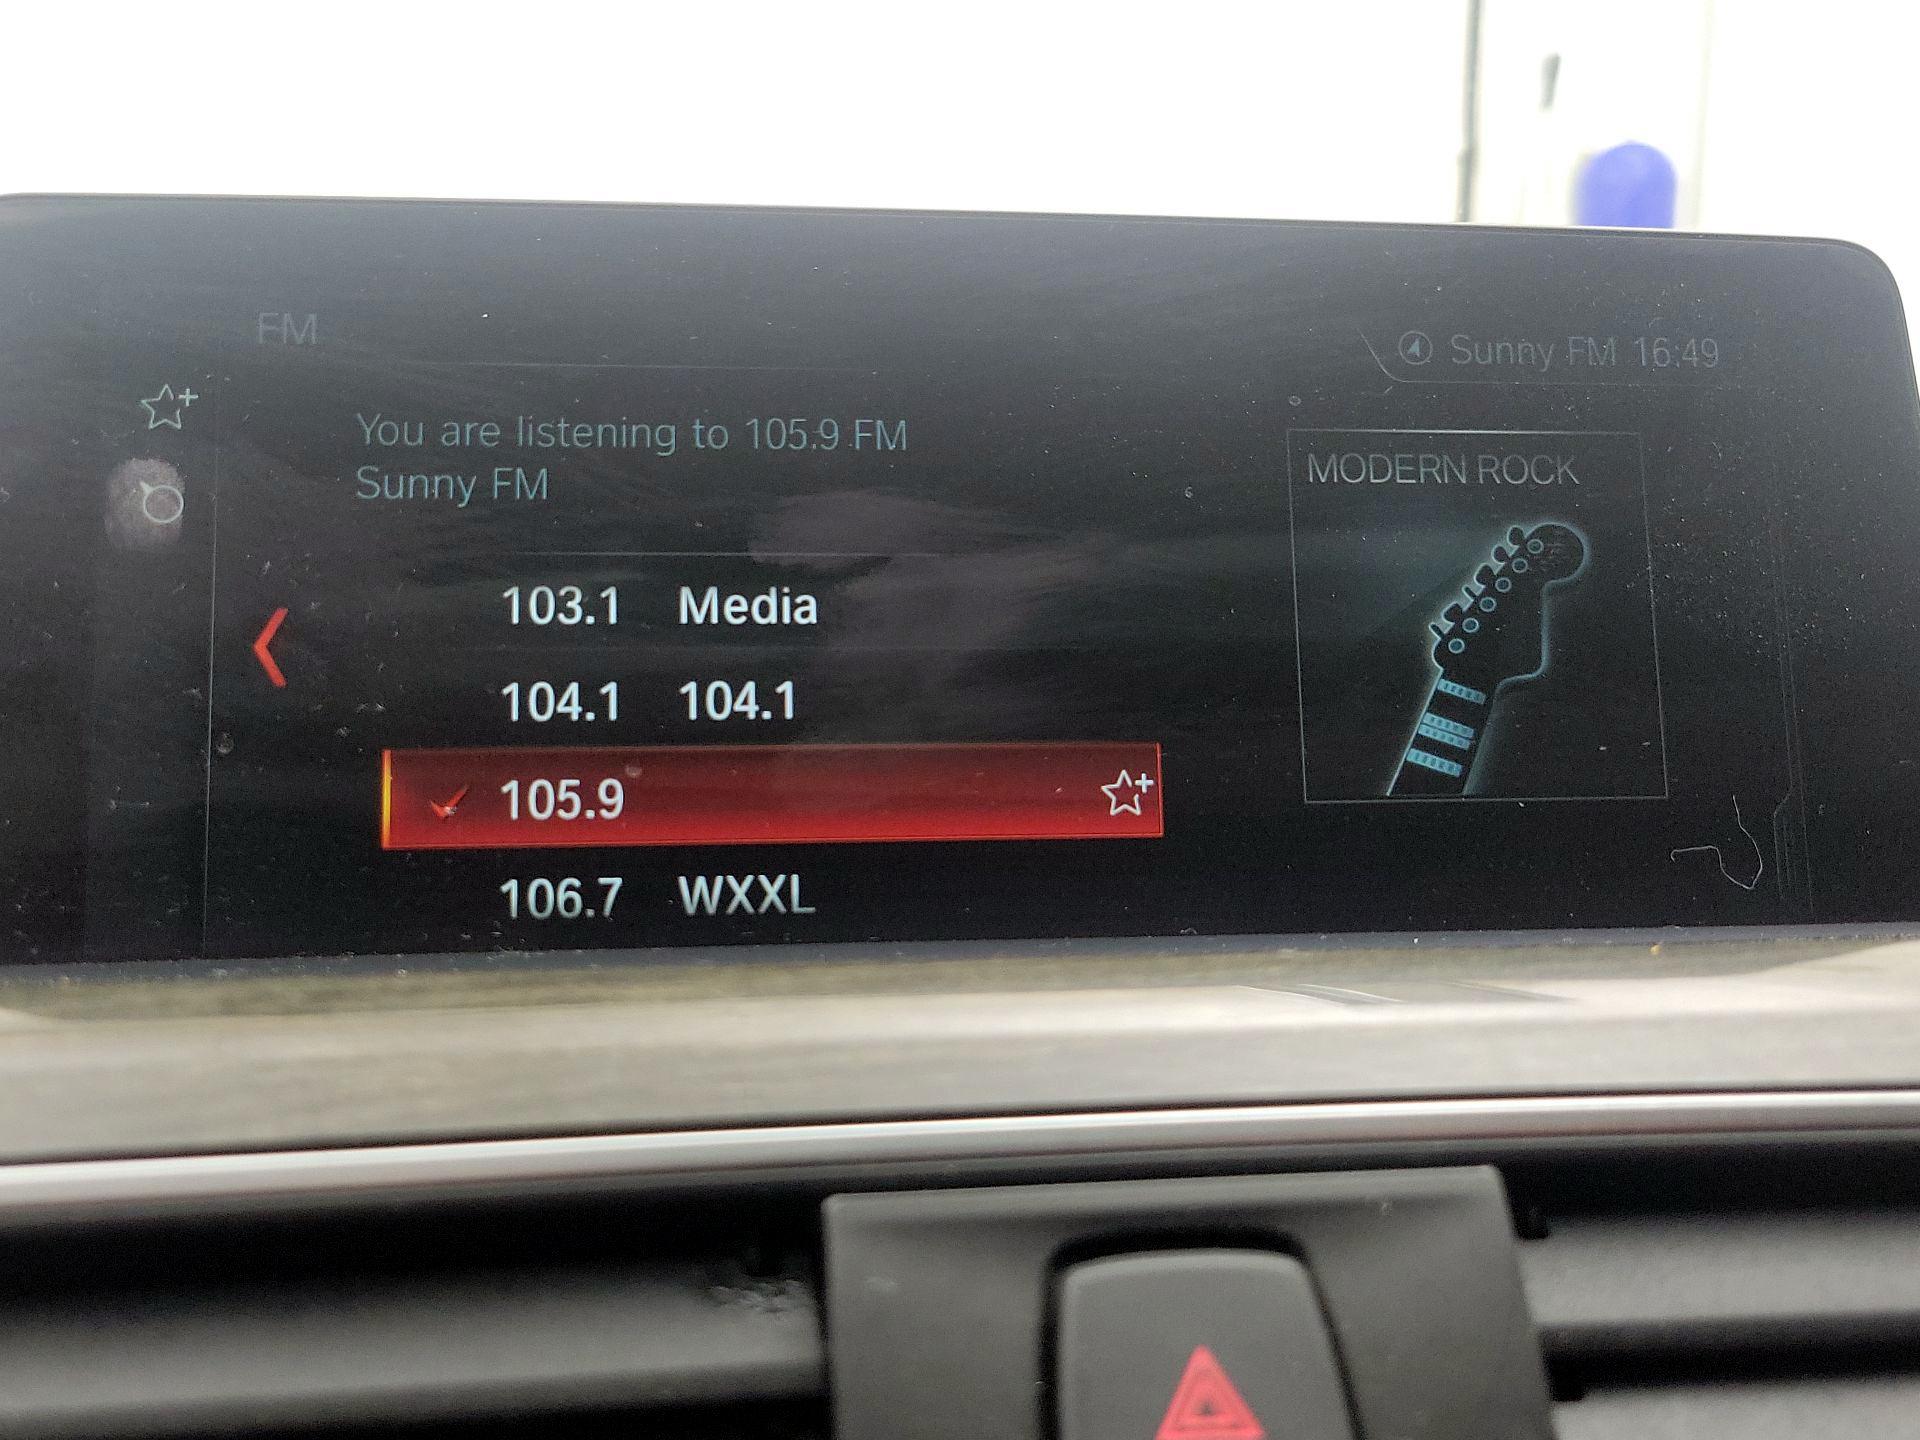 FM
Sunny FM 16:49
You are listening to 105.9 FM
Sunny FM
MODERN ROCK
103.1 Media
104.1 104.1
105.9
106.7 WXXL